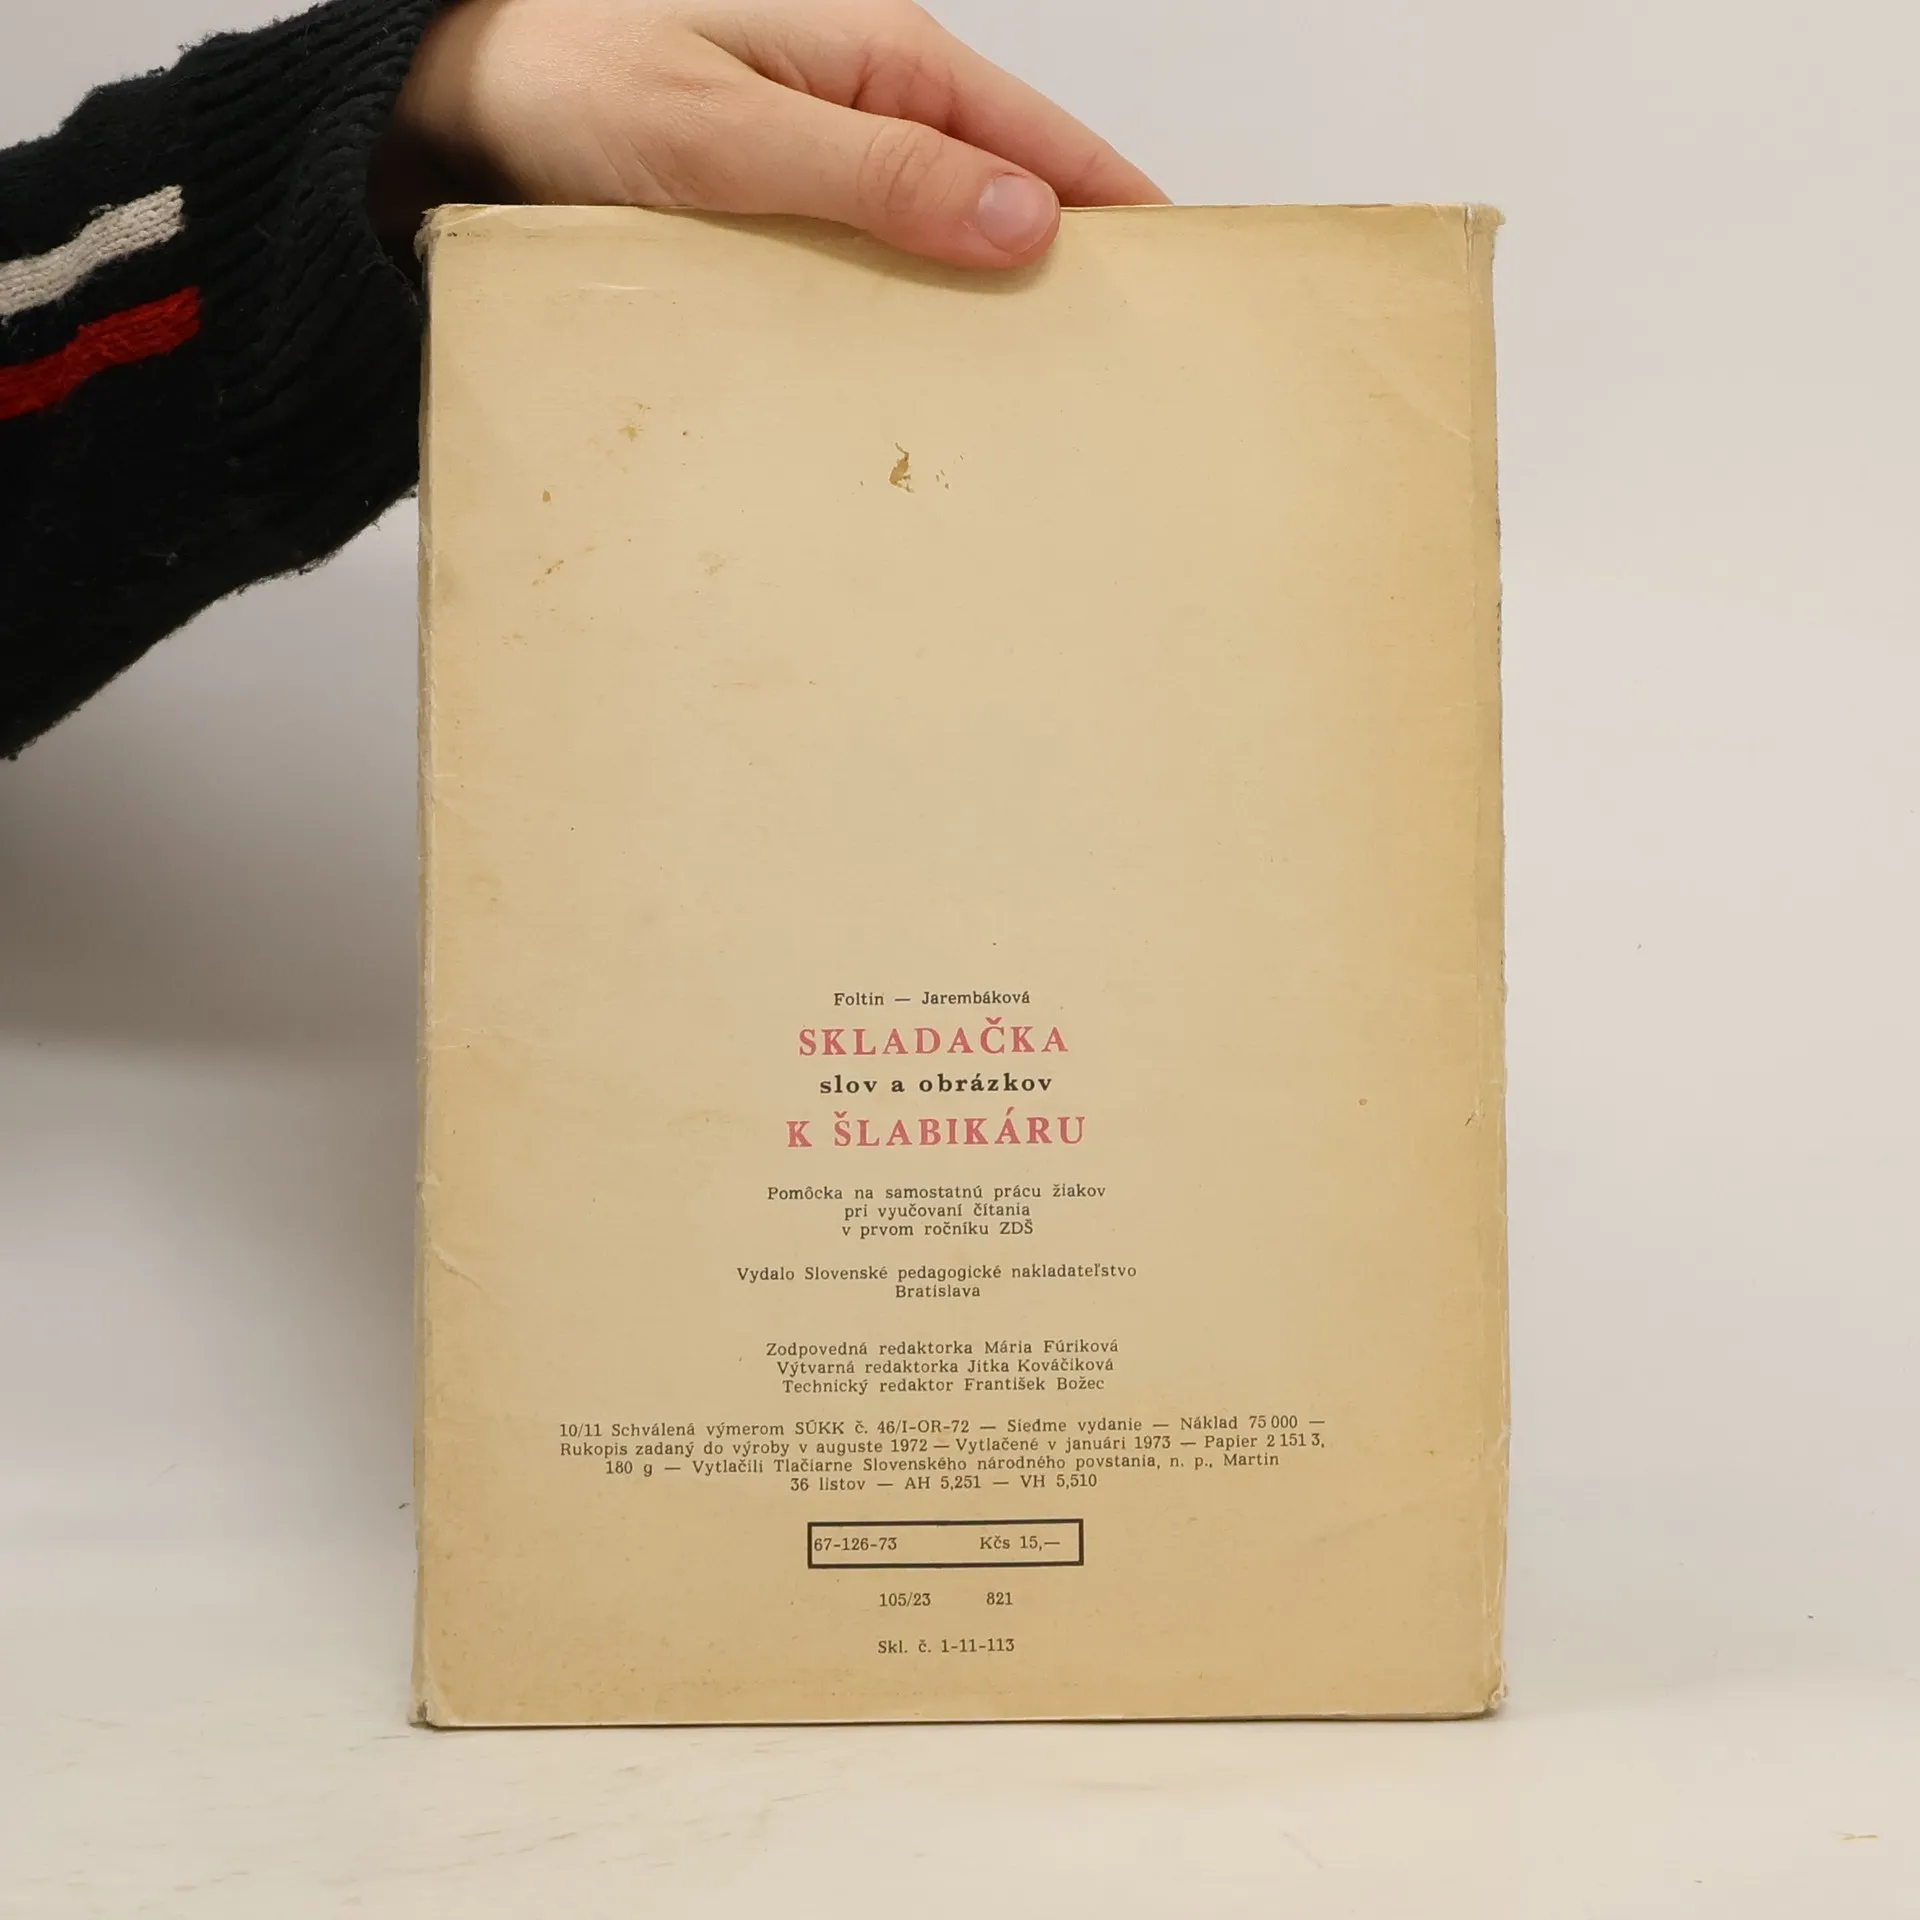 Foltin — Jarembáková
SKLADAČKA
slov a obrázkov
K ŠLABIKÁRU
Pomôcka na samostatnú prácu žiakov
pri vyučovaní čítania
v prvom ročníku ZDŠ
Vydalo Slovenské pedagogické nakladateľstvo
Bratislava
Zodpovedná redaktorka Mária Fúriková
Výtvarná redaktorka Jitka Kováčiková
Technický redaktor František Božec
10/11 Schválená výmerom SÚKK č. 46/I-OR-72 — Siedme vydanie — Náklad 75 000 —
Rukopis zadaný do výroby v auguste 1972 — Vytlačené v januári 1973 — Papier 2 151 3,
180 g — Vytlačili Tlačiarne Slovenského národného povstania, n. p., Martin
36 listov — AH 5,251 — VH 5,510
67-126-73 Kčs 15,—
105/23 821
Skl. č. 1-11-113